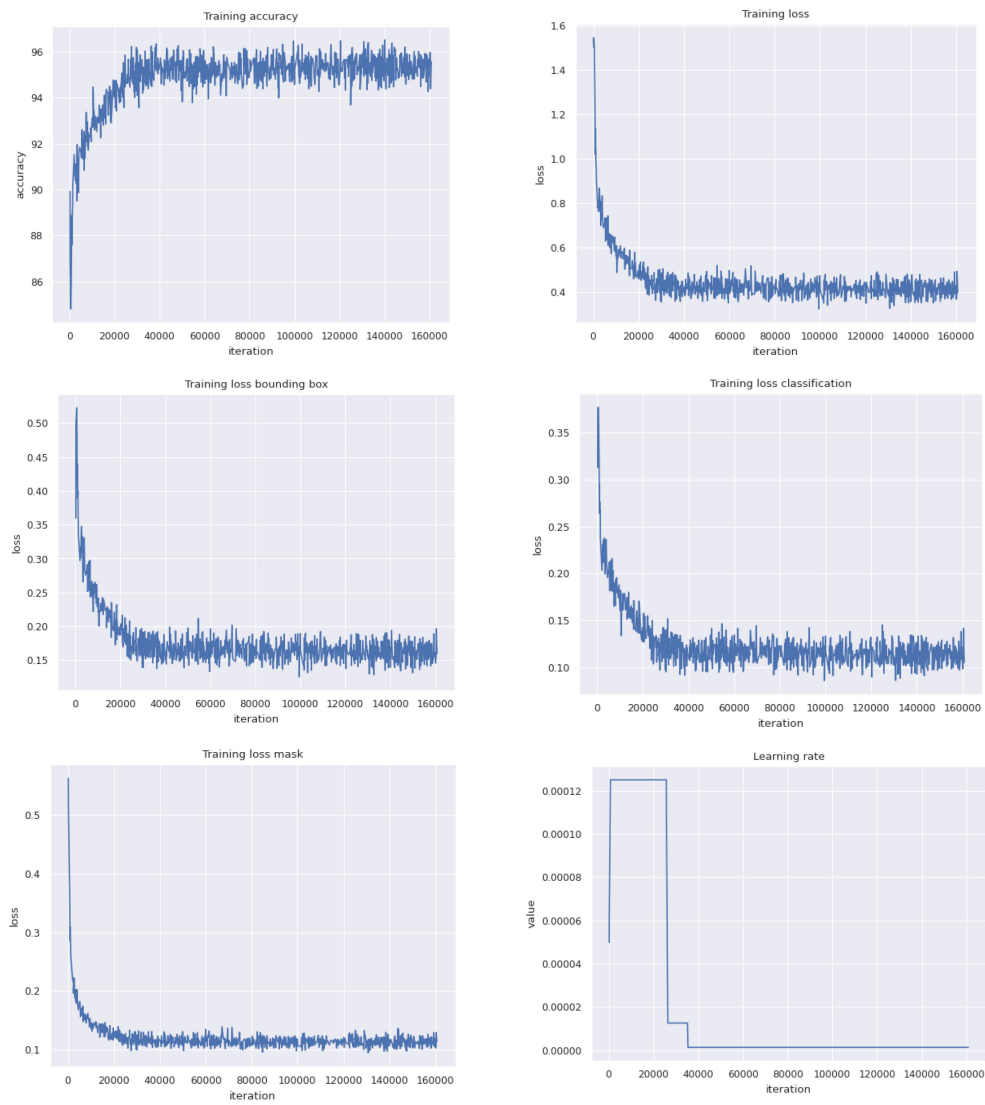 Training accuracy
96
94
92
90
88
86
accuracy
0 20000 40000 60000 80000 100000 120000 140000 160000
iteration
Training loss
1.6
1.4
1.2
1.0
0.8
0.6
0.4
loss
0 20000 40000 60000 80000 100000 120000 140000 160000
iteration
Training loss bounding box
0.50
0.45
0.40
0.35
0.30
0.25
0.20
0.15
loss
0 20000 40000 60000 80000 100000 120000 140000 160000
iteration
Training loss classification
0.35
0.30
0.25
0.20
0.15
0.10
loss
0 20000 40000 60000 80000 100000 120000 140000 160000
iteration
Training loss mask
0.5
0.4
0.3
0.2
0.1
loss
0 20000 40000 60000 80000 100000 120000 140000 160000
iteration
Learning rate
0.00012
0.00010
0.00008
0.00006
0.00004
0.00002
0.00000
value
0 20000 40000 60000 80000 100000 120000 140000 160000
iteration